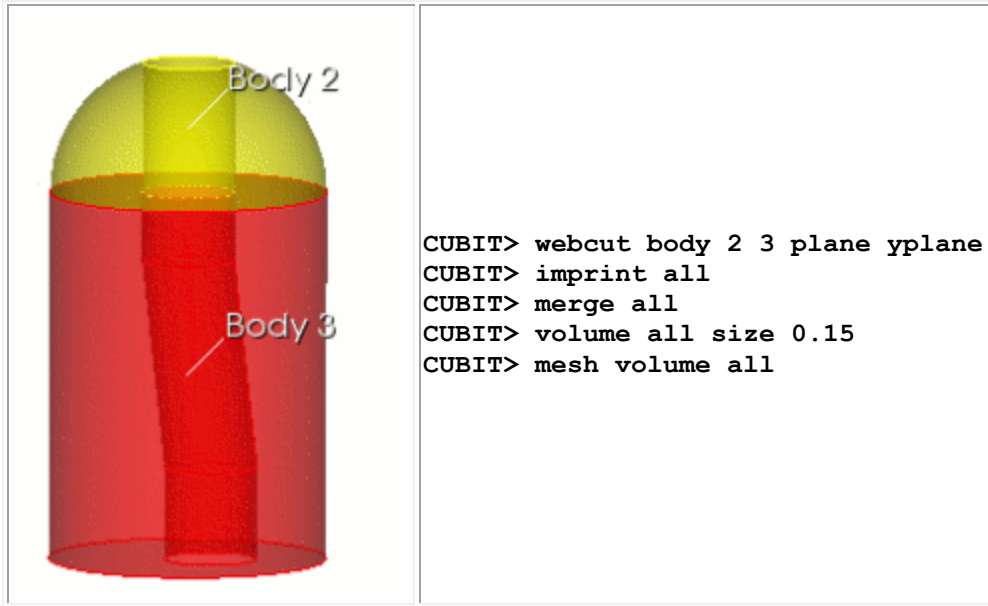 Body 2
Body 3
CUBIT> webcut body 2 3 plane yplane
CUBIT> imprint all
CUBIT> merge all
CUBIT> volume all size 0.15
CUBIT> mesh volume all